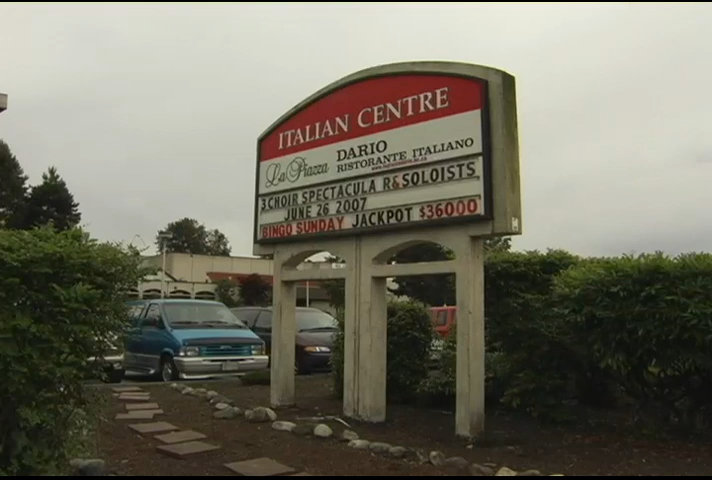 ITALIAN CENTRE
La Piazza DARIO
RISTORANTE ITALIANO
3 CHOIR SPECTACULA R&SOLOISTS
JUNE 26 2007
BINGO SUNDAY JACKPOT $36000